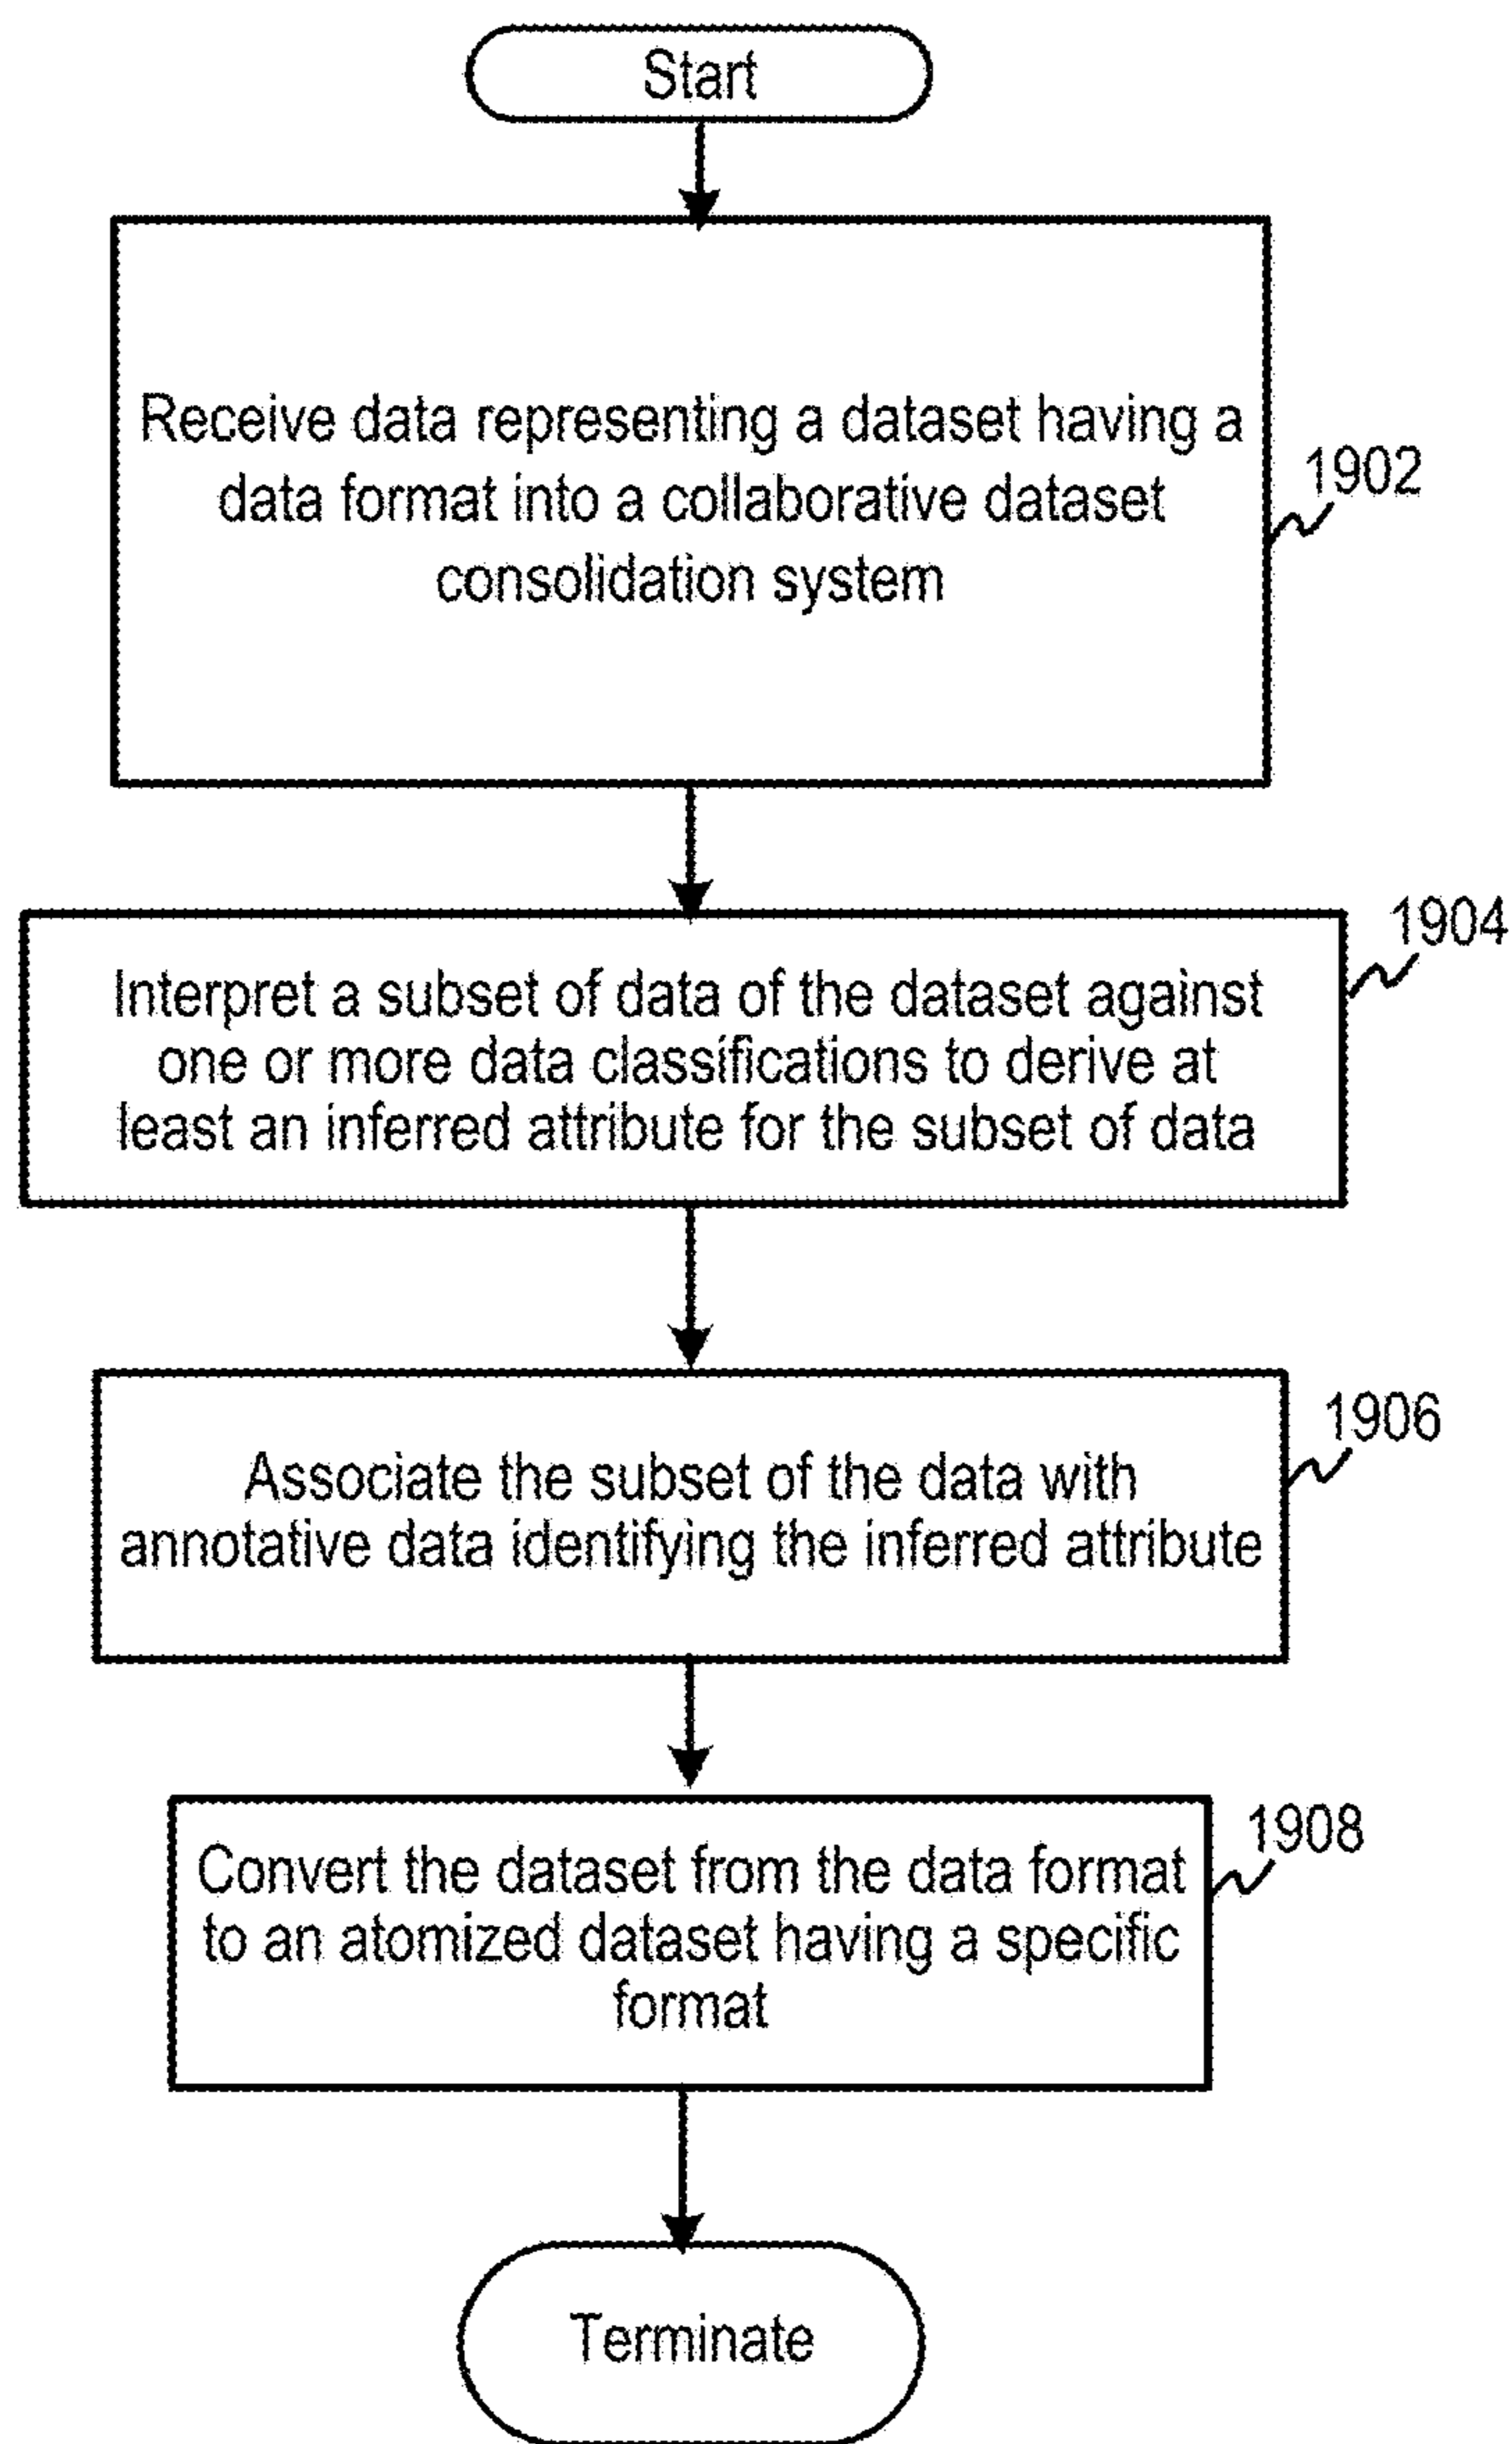 Start
Receive data representing a dataset having a
data format into a collaborative dataset
consolidation system
1902
Interpret a subset of data of the dataset against
one or more data classifications to derive at
least an inferred attribute for the subset of data
1904
Associate the subset of the data with
annotative data identifying the inferred attribute
1906
Convert the dataset from the data format
to an atomized dataset having a specific
format
1908
Terminate